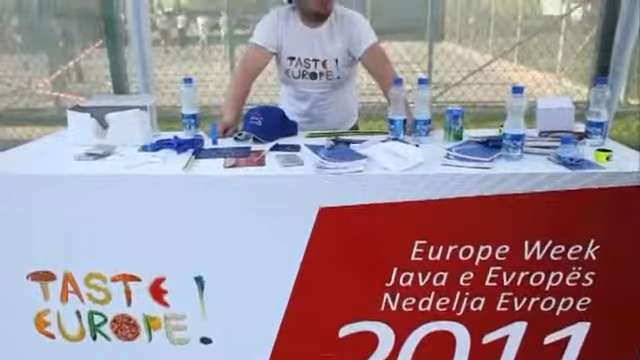 TASTE
EUROPE!
TASTE
EUROPE!
Europe Week
Java e Evropës
Nedelja Evrope
2011